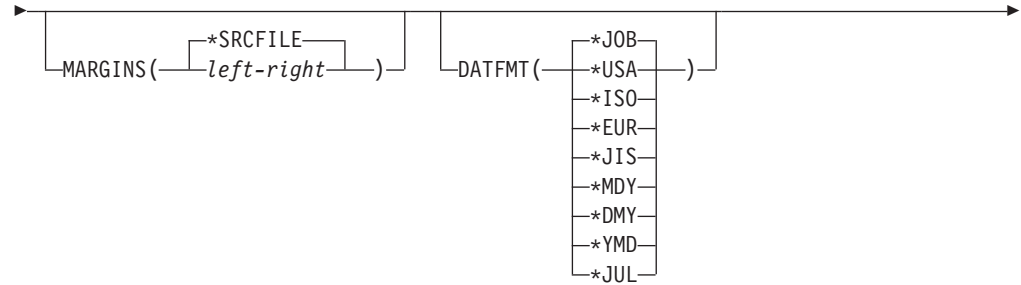 *SRCFILE
MARGINS( left-right )
*JOB
DATFMT( *USA )
*ISO
*EUR
*JIS
*MDY
*DMY
*YMD
*JUL